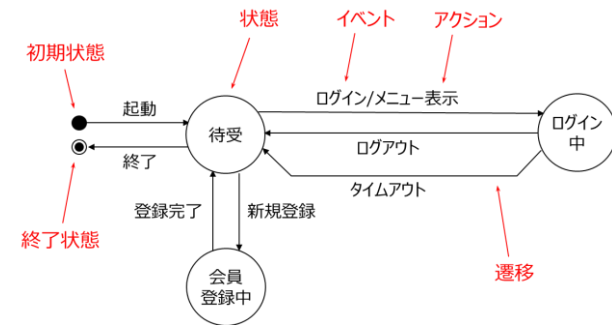 状態
イベント
アクション
初期状態
起動
ログイン/メニュー表示
待受
ログイン
中
ログアウト
終了
タイムアウト
登録完了
新規登録
終了状態
遷移
会員
登録中